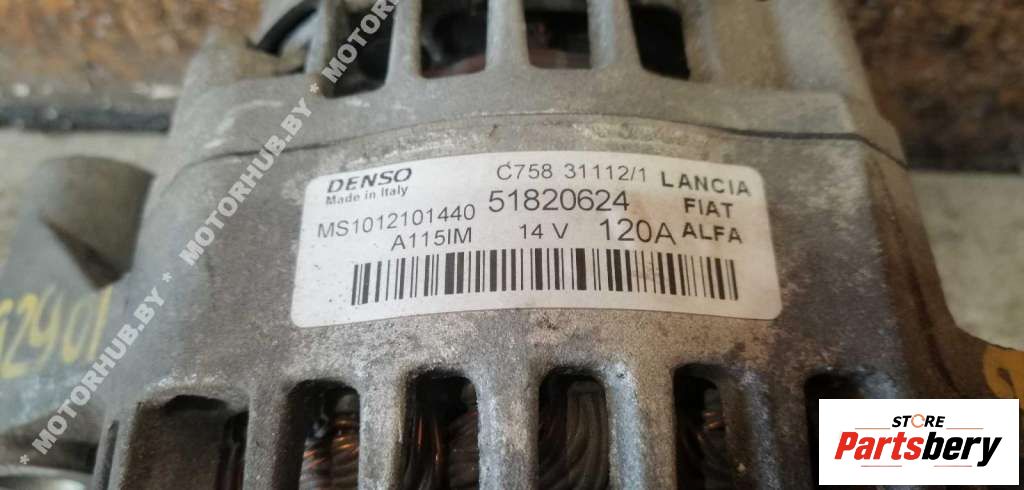 DENSO
Made in Italy
C758 31112/1
LANCIA
MS1012101440
51820624
FIAT
A115IM
14 V
120A
ALFA
62901
* MOTORHUB.BY * MOTORHUB.BY * MOTORHUB.BY
STORE
Partsbery